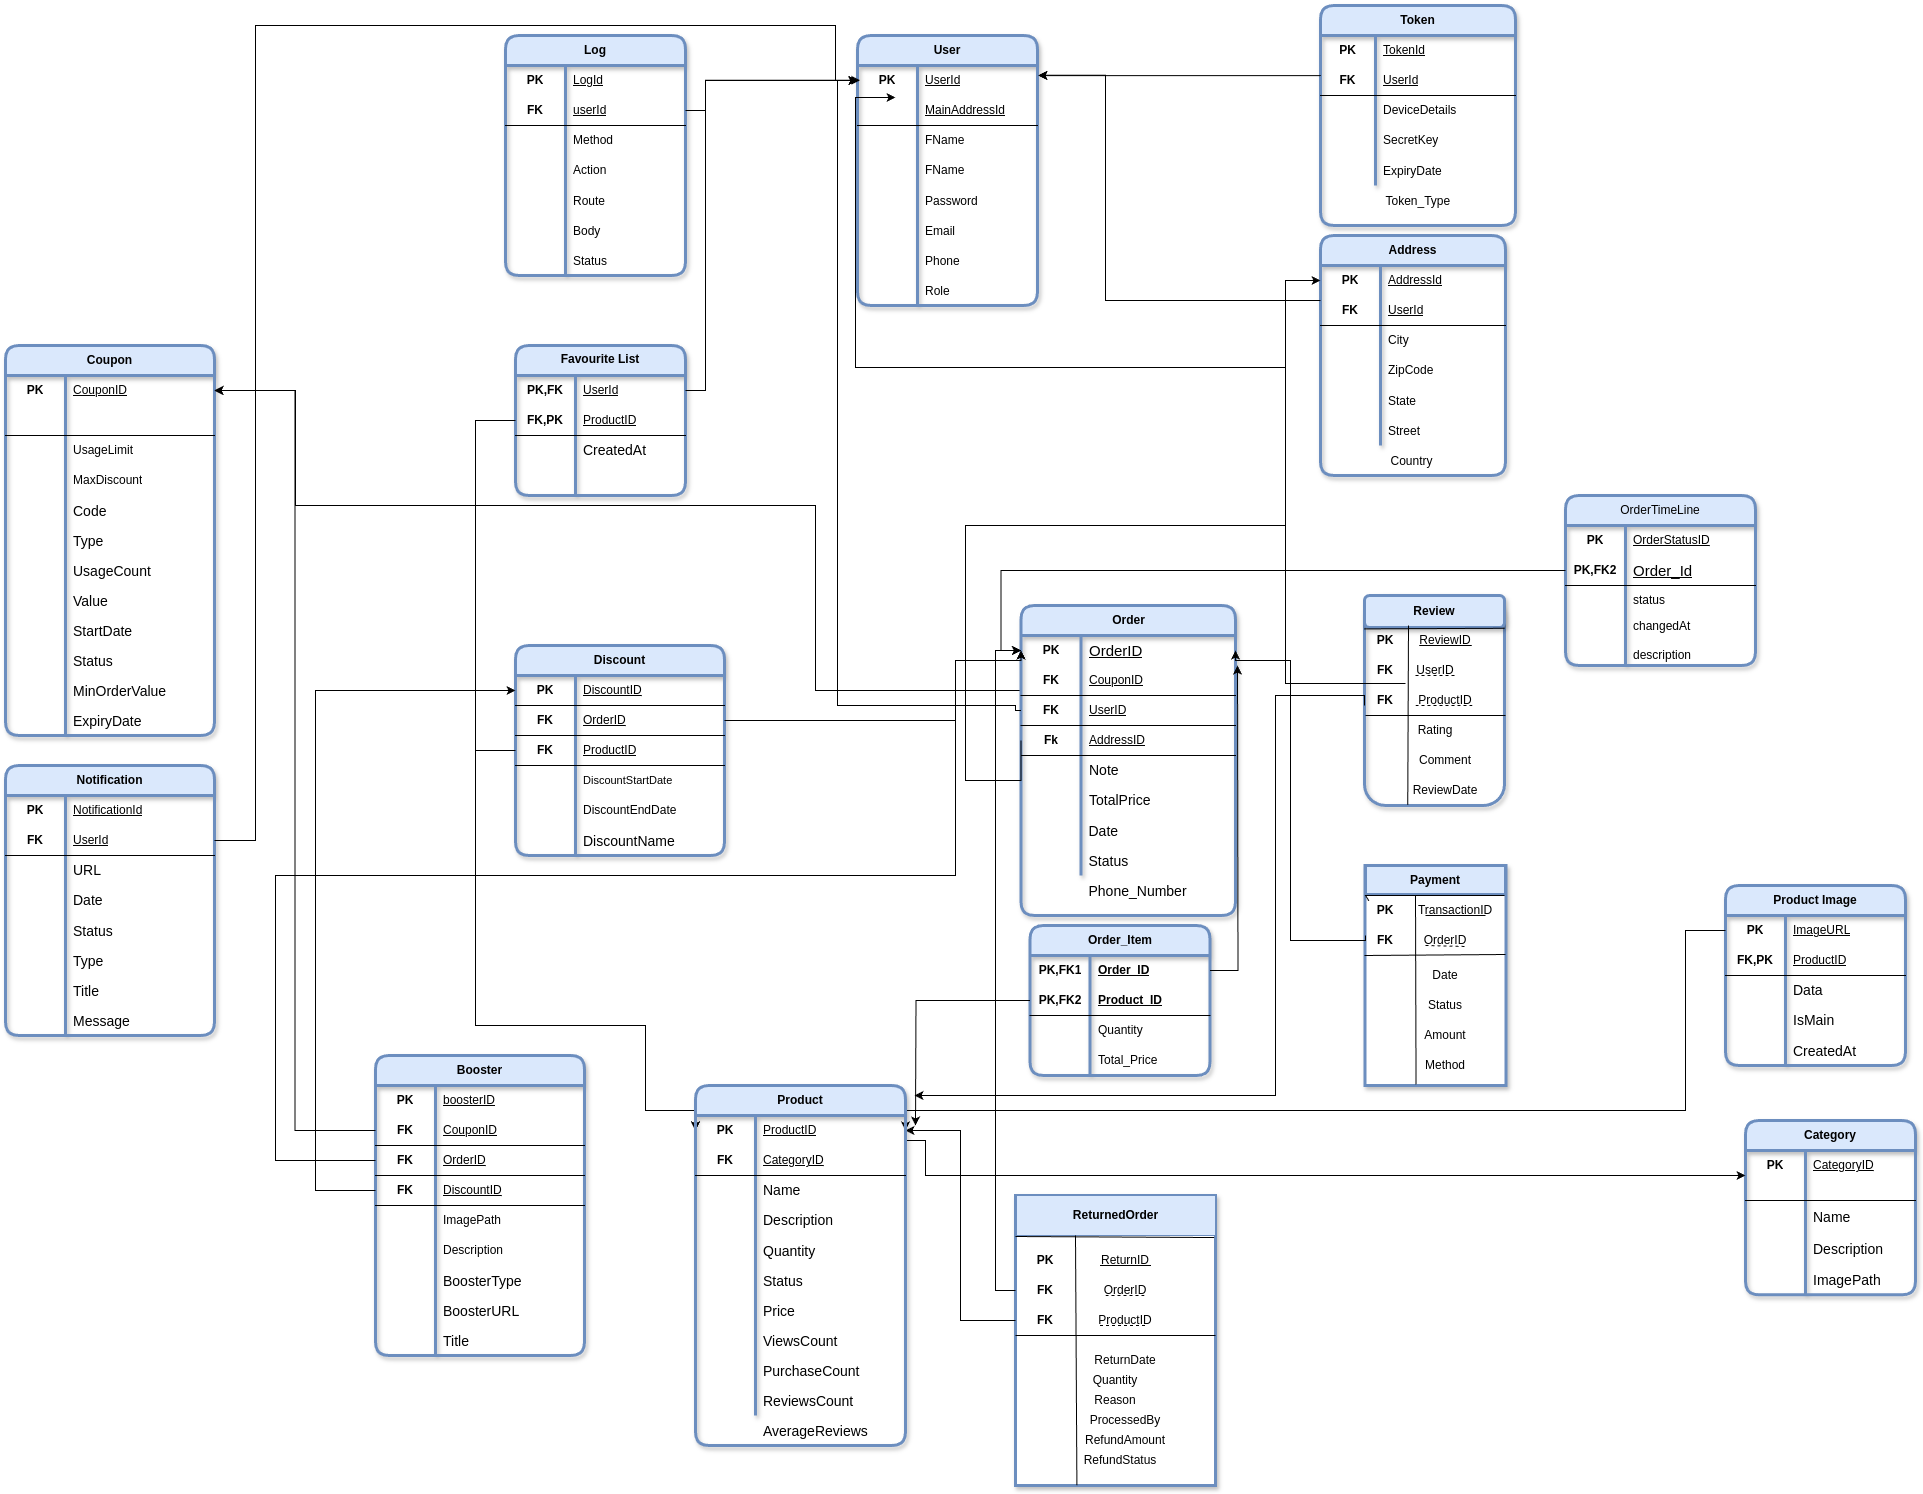 Log
PK LogId
FK userId
Method
Action
Route
Body
Status
User
PK UserId
MainAddressId
FName
FName
Password
Email
Phone
Role
Token
PK TokenId
FK UserId
DeviceDetails
SecretKey
ExpiryDate
Token_Type
Address
PK AddressId
FK UserId
City
ZipCode
State
Street
Country
Coupon
PK CouponID
UsageLimit
MaxDiscount
Code
Type
UsageCount
Value
StartDate
Status
MinOrderValue
ExpiryDate
Favourite List
PK,FK UserId
FK,PK ProductID
CreatedAt
OrderTimeLine
PK OrderStatusID
PK,FK2 Order_Id
status
changedAt
description
Order
PK OrderID
FK CouponID
FK UserID
Fk AddressID
Note
TotalPrice
Date
Status
Phone_Number
Review
PK ReviewID
FK UserID
FK ProductID
Rating
Comment
ReviewDate
Discount
PK DiscountID
FK OrderID
FK ProductID
DiscountStartDate
DiscountEndDate
DiscountName
Notification
PK NotificationId
FK UserId
URL
Date
Status
Type
Title
Message
Payment
PK TransactionID
FK OrderID
Date
Status
Amount
Method
Product Image
PK ImageURL
FK,PK ProductID
Data
IsMain
CreatedAt
Order_Item
PK,FK1 Order_ID
PK,FK2 Product_ID
Quantity
Total_Price
Booster
PK boosterID
FK CouponID
FK OrderID
FK DiscountID
ImagePath
Description
BoosterType
BoosterURL
Title
Product
PK ProductID
FK CategoryID
Name
Description
Quantity
Status
Price
ViewsCount
PurchaseCount
ReviewsCount
AverageReviews
Category
PK CategoryID
Name
Description
ImagePath
ReturnedOrder
PK ReturnID
FK OrderID
FK ProductID
ReturnDate
Quantity
Reason
ProcessedBy
RefundAmount
RefundStatus